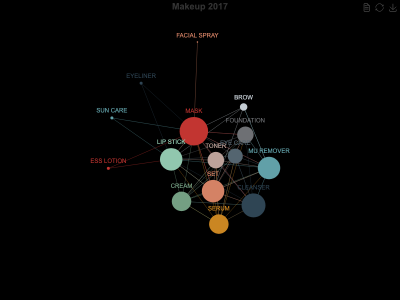 Makeup 2017
FACIAL SPRAY
EYELINER
SUN CARE
BROW
MASK
FOUNDATION
LIP STICK
TONER
MU REMOVER
ESS LOTION
SET
CREAM
CLEANSER
SERUM